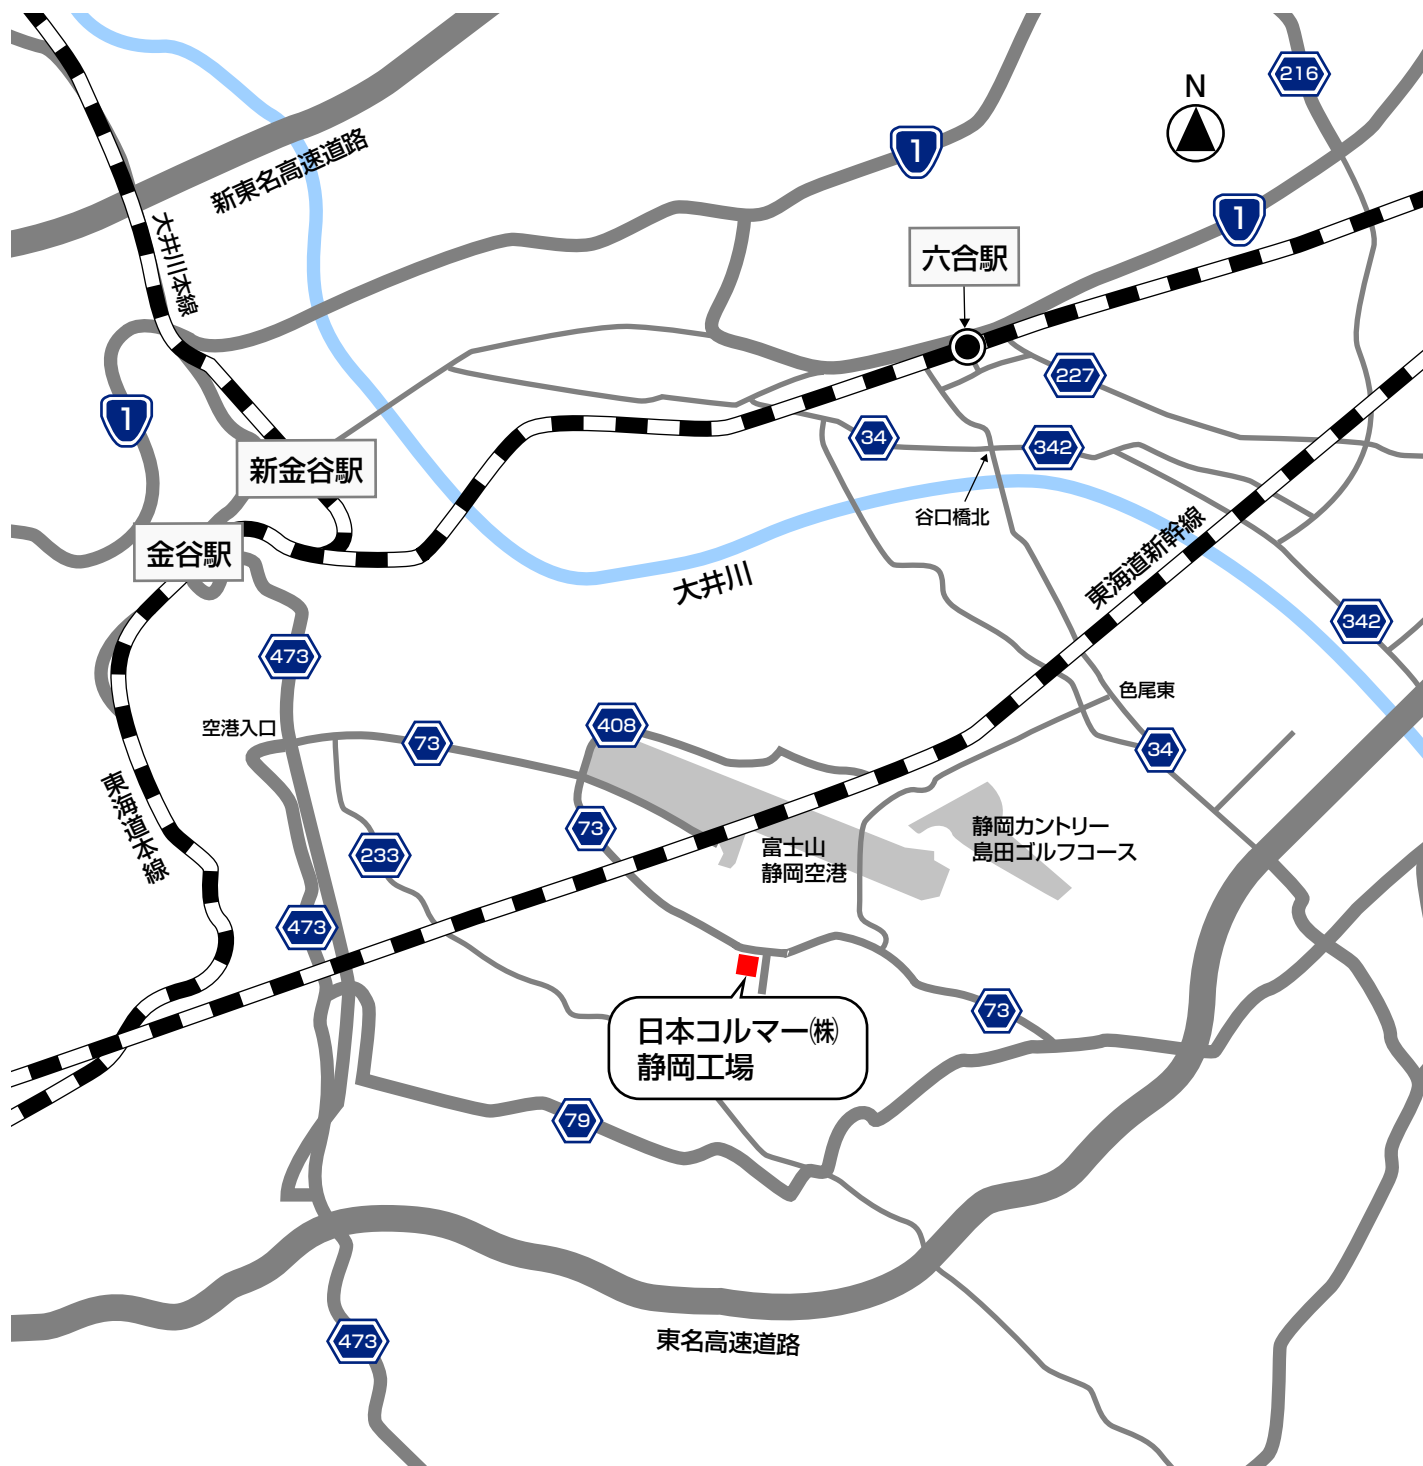 216
N
1
新東名高速道路
1
大井川本線
六合駅
227
1
34
342
新金谷駅
谷口橋北
金谷駅
東海道新幹線
大井川
342
473
色尾東
空港入口
408
73
34
東海道本線
73
静岡カントリー
島田ゴルフコース
233
富士山
静岡空港
473
73
日本コルマー㈱
静岡工場
79
東名高速道路
473